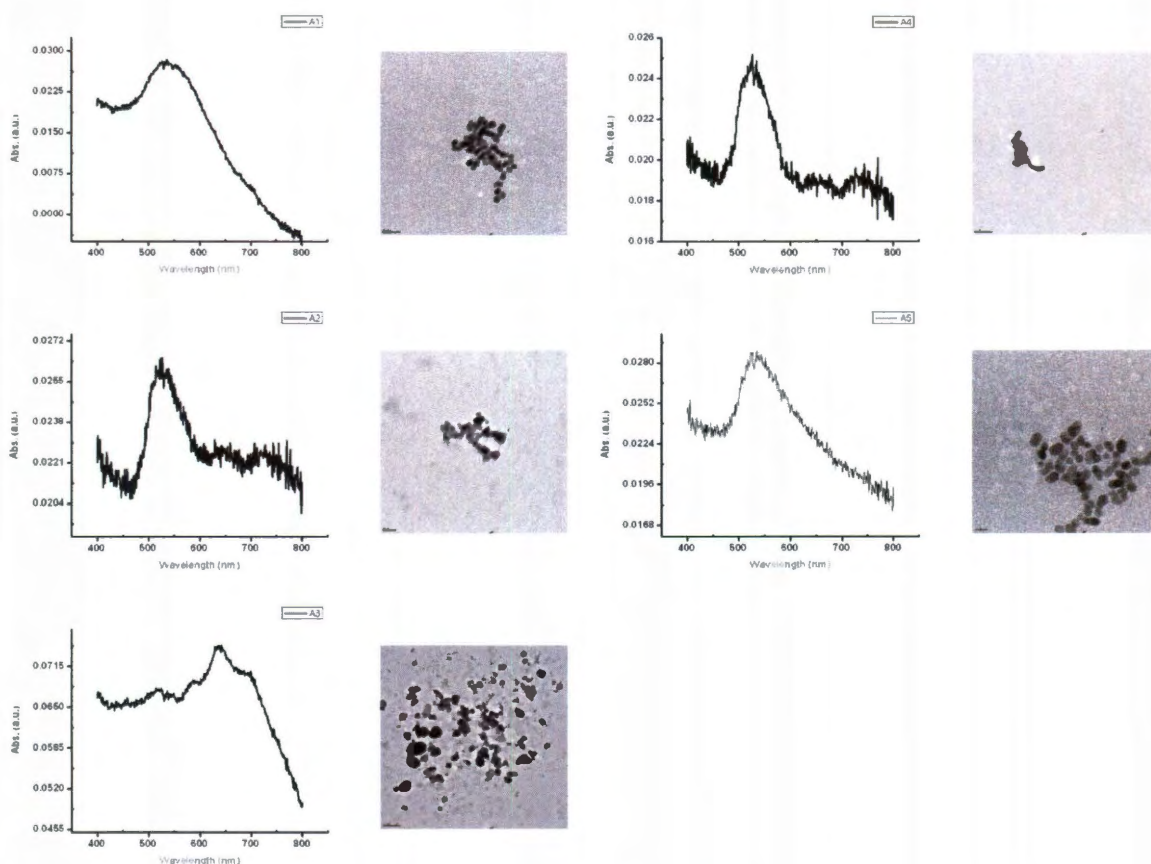 A1
0.0300
0.0225
0.0150
0.0075
0.0000
Abs. (a.u.)
400 500 600 700 800
Wavelength (nm)
A4
0.026
0.024
0.022
0.020
0.018
0.016
Abs. (a.u.)
400 500 600 700 800
Wavelength (nm)
A2
0.0272
0.0255
0.0238
0.0221
0.0204
Abs. (a.u.)
400 500 600 700 800
Wavelength (nm)
A5
0.0280
0.0252
0.0224
0.0196
0.0168
Abs. (a.u.)
400 500 600 700 800
Wavelength (nm)
A3
0.0715
0.0650
0.0585
0.0520
0.0455
Abs. (a.u.)
400 500 600 700 800
Wavelength (nm)